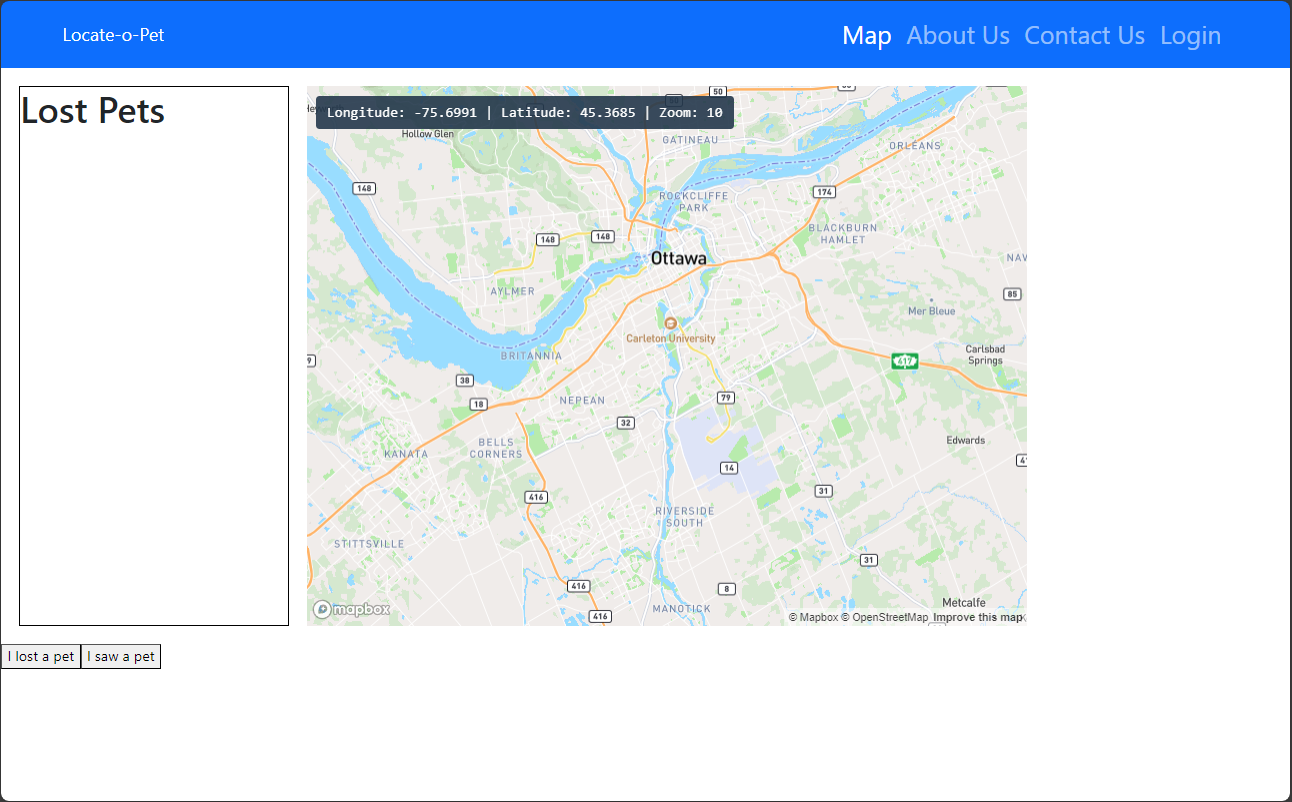 Locate-o-Pet
Map About Us Contact Us Login
Lost Pets
Longitude: -75.6991 | Latitude: 45.3685 | Zoom: 10
50
50
Hollow Glen
GATINEAU
ORLEANS
148
174
ROCKCLIFFE
PARK
BLACKBURN
HAMLET
148
148
Ottawa
NAV
AYLMER
85
Mer Bleue
Carleton University
BRITANNIA
417
Carlsbad
Springs
9
38
18
NEPEAN
79
32
BELLS
CORNERS
KANATA
Edwards
14
416
31
RIVERSIDE
SOUTH
STITTSVILLE
31
416
8
MANOTICK
Metcalfe
416
mapbox
© Mapbox © OpenStreetMap Improve this map
I lost a pet
I saw a pet